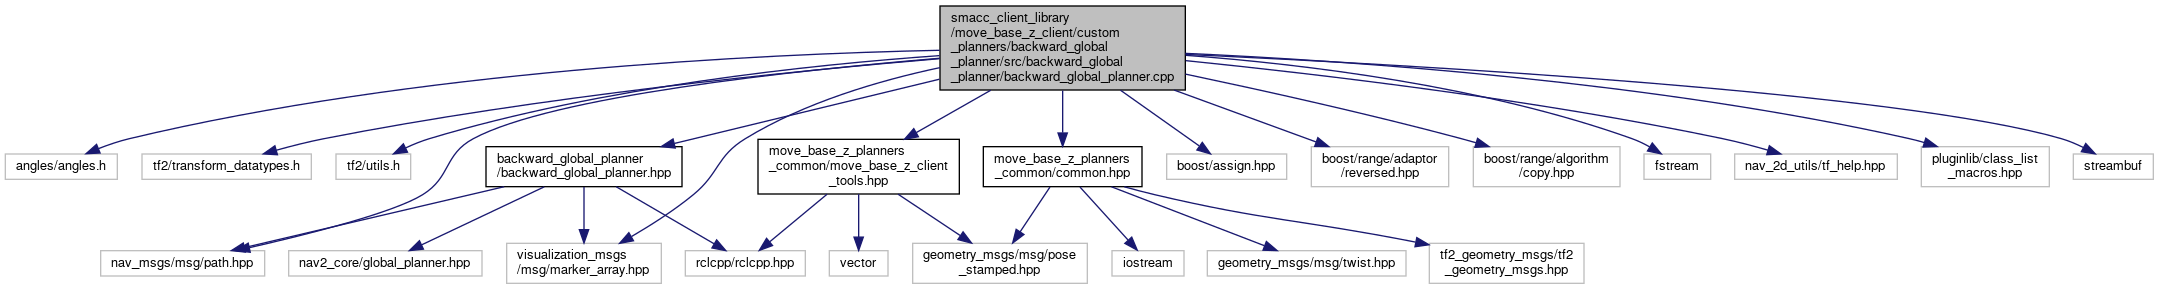 smacc_client_library
/move_base_z_client/custom
_planners/backward_global
_planner/src/backward_global
_planner/backward_global_planner.cpp
angles/angles.h
tf2/transform_datatypes.h
tf2/utils.h
backward_global_planner
/backward_global_planner.hpp
move_base_z_planners
_common/move_base_z_client
_tools.hpp
move_base_z_planners
_common/common.hpp
boost/assign.hpp
boost/range/adaptor
/reversed.hpp
boost/range/algorithm
/copy.hpp
fstream
nav_2d_utils/tf_help.hpp
pluginlib/class_list
_macros.hpp
streambuf
nav_msgs/msg/path.hpp
nav2_core/global_planner.hpp
visualization_msgs
/msg/marker_array.hpp
rclcpp/rclcpp.hpp
vector
geometry_msgs/msg/pose
_stamped.hpp
iostream
geometry_msgs/msg/twist.hpp
tf2_geometry_msgs/tf2
_geometry_msgs.hpp